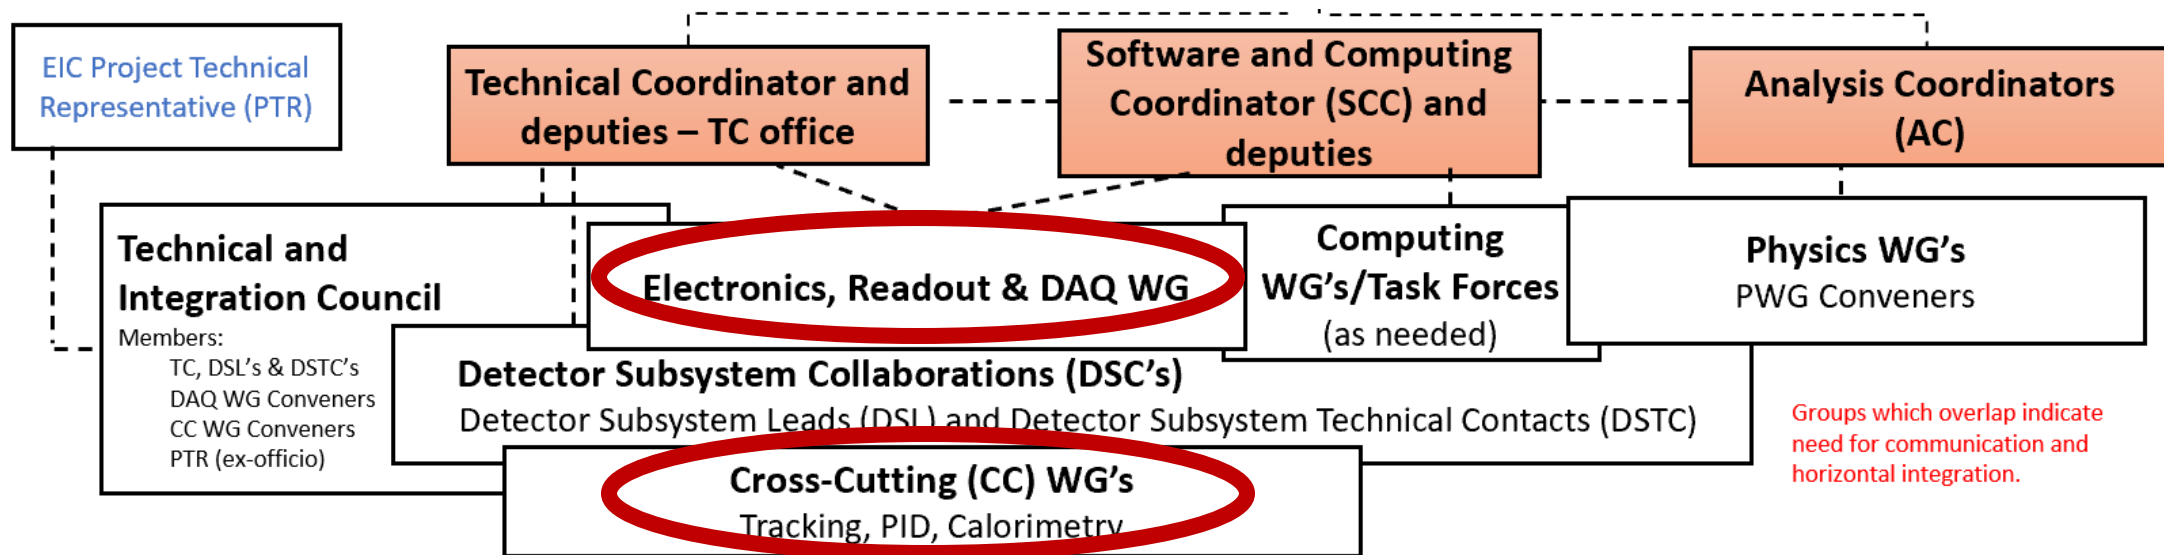 EIC Project Technical
Representative (PTR)
Technical Coordinator and
deputies – TC office
Software and Computing
Coordinator (SCC) and
deputies
Analysis Coordinators
(AC)
Technical and
Integration Council
Members:
TC, DSL's & DSTC's
DAQ WG Conveners
CC WG Conveners
PTR (ex-officio)
Electronics, Readout & DAQ WG
Computing
WG's/Task Forces
(as needed)
Physics WG's
PWG Conveners
Detector Subsystem Collaborations (DSC's)
Detector Subsystem Leads (DSL) and Detector Subsystem Technical Contacts (DSTC)
Cross-Cutting (CC) WG's
Tracking, PID, Calorimetry
Groups which overlap indicate
need for communication and
horizontal integration.